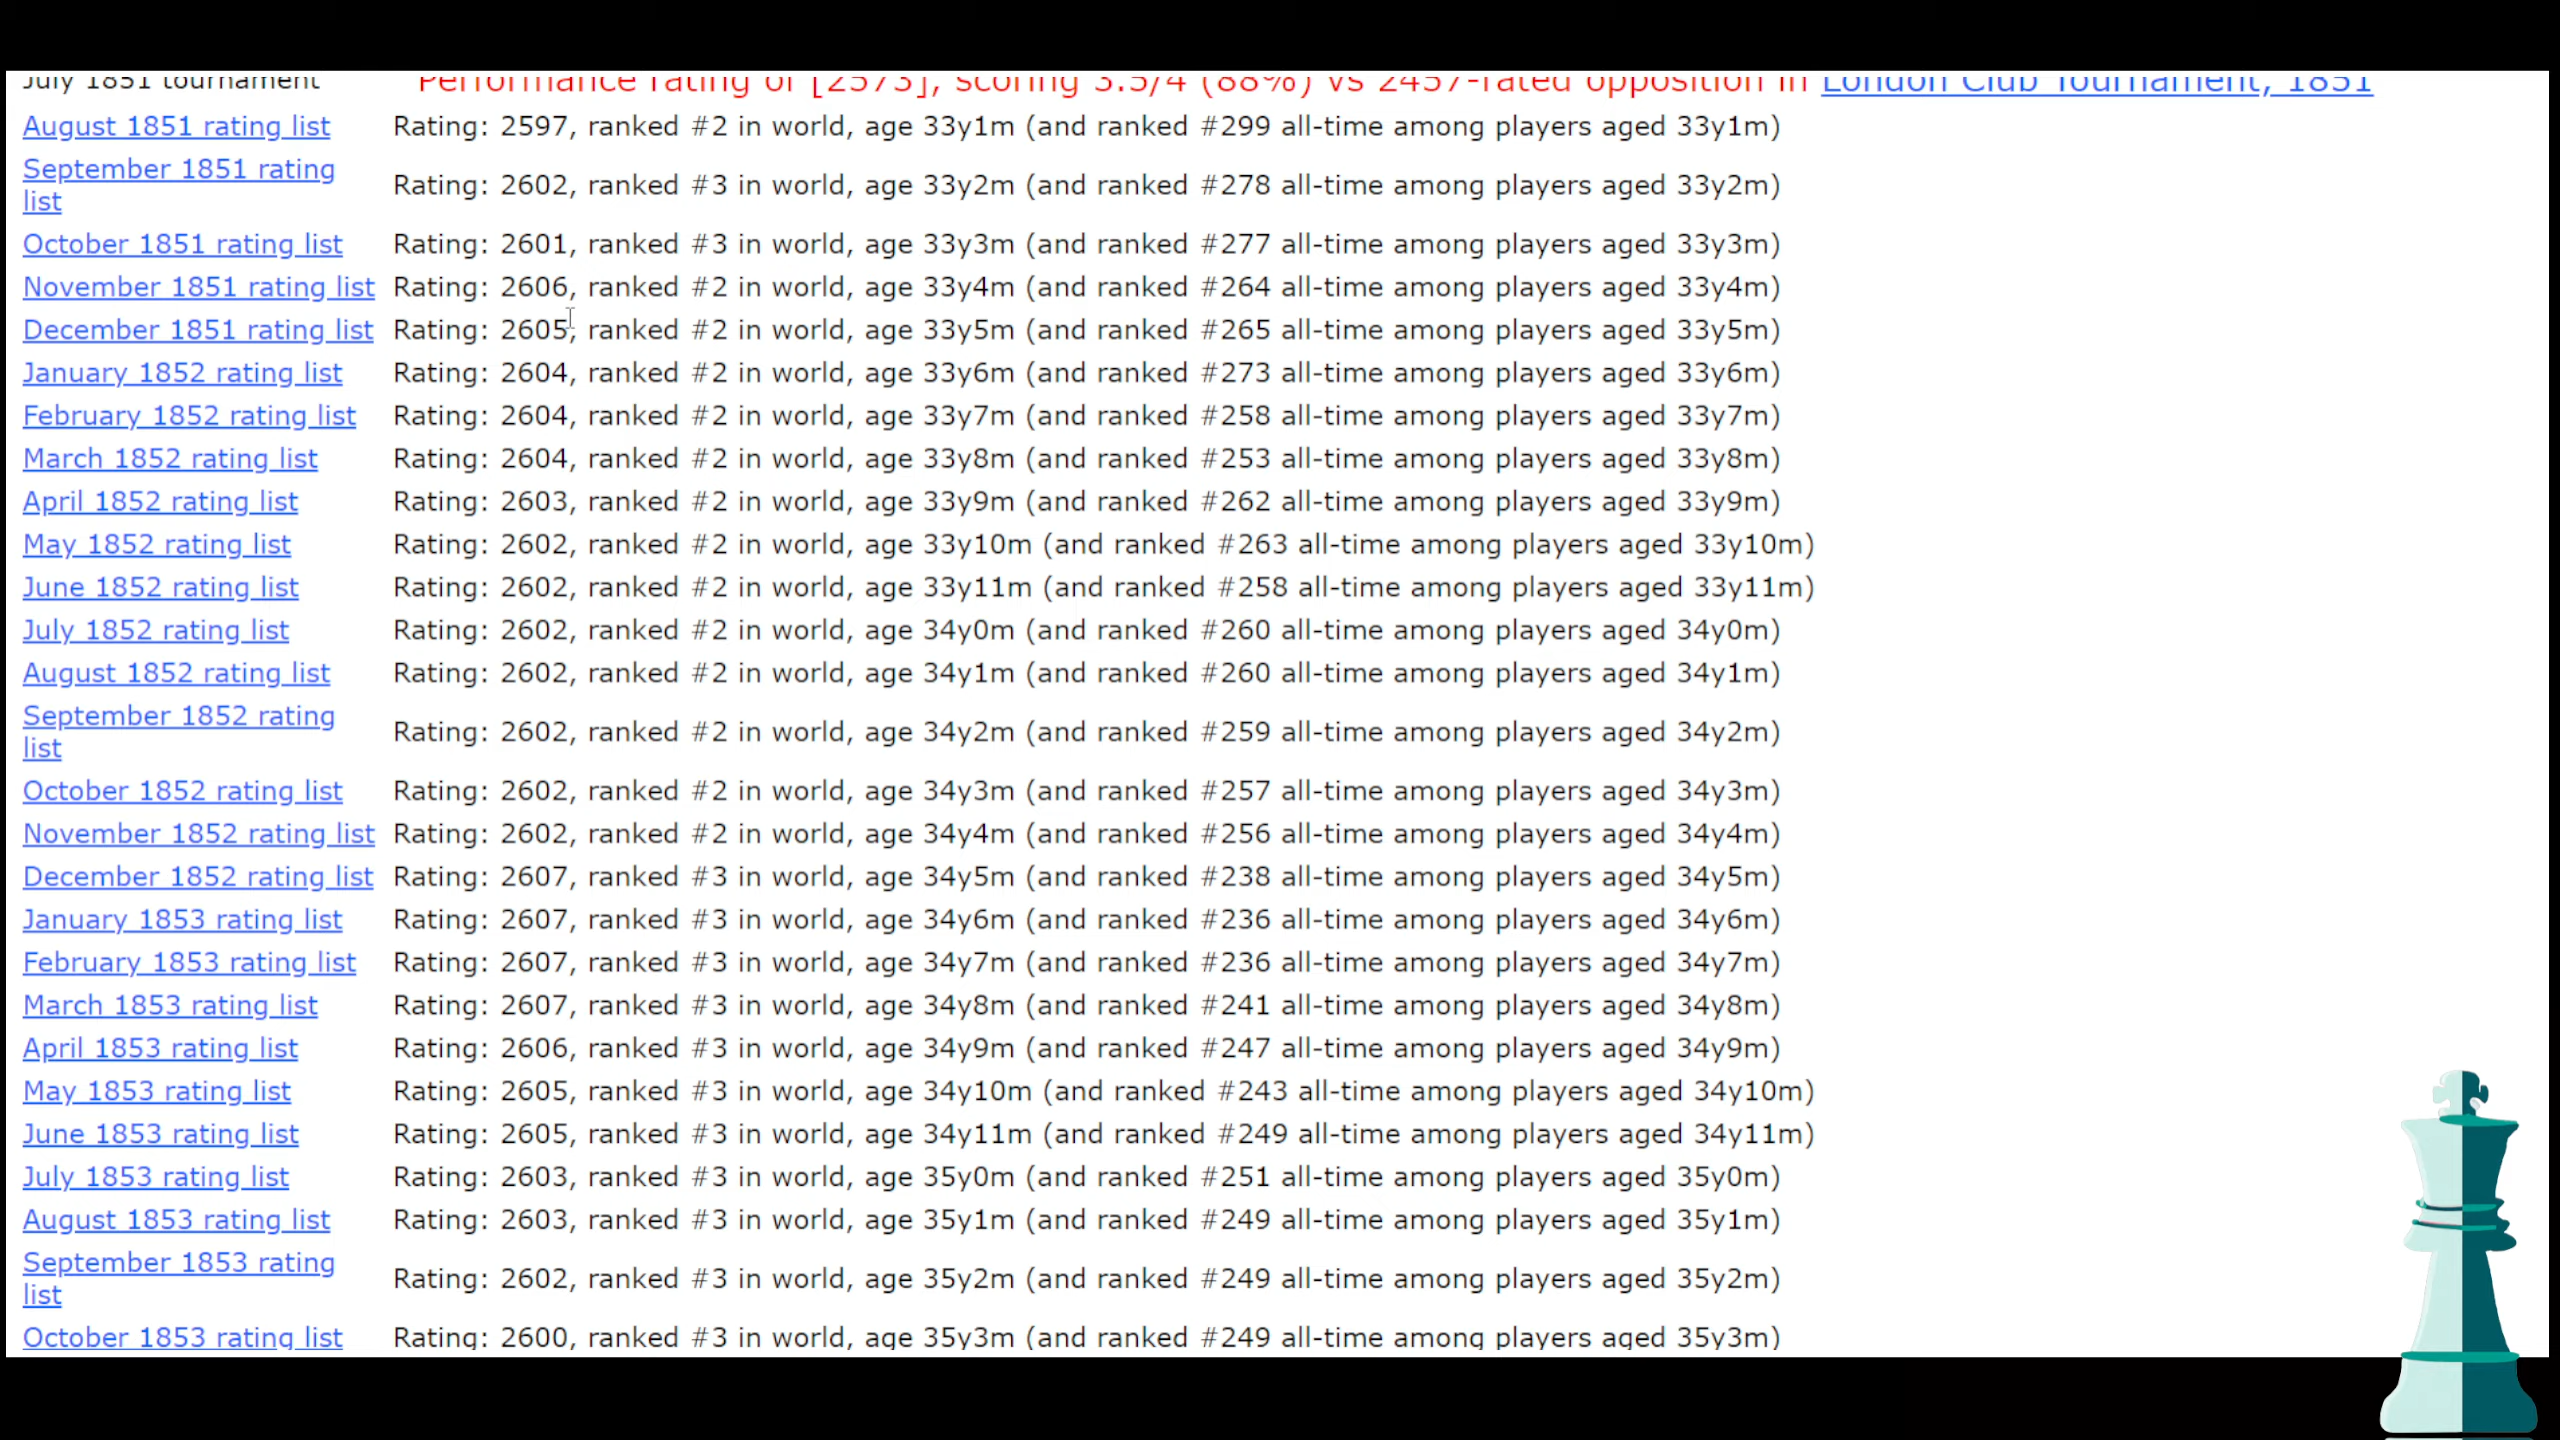 July 1851 tournament Performance rating of [2573], scoring 3.5/4 (88%) vs 2457-rated opposition in London Club Tournament, 1851
August 1851 rating list Rating: 2597, ranked #2 in world, age 33y1m (and ranked #299 all-time among players aged 33y1m)
September 1851 rating
list Rating: 2602, ranked #3 in world, age 33y2m (and ranked #278 all-time among players aged 33y2m)
October 1851 rating list Rating: 2601, ranked #3 in world, age 33y3m (and ranked #277 all-time among players aged 33y3m)
November 1851 rating list Rating: 2606, ranked #2 in world, age 33y4m (and ranked #264 all-time among players aged 33y4m)
December 1851 rating list Rating: 2605, ranked #2 in world, age 33y5m (and ranked #265 all-time among players aged 33y5m)
January 1852 rating list Rating: 2604, ranked #2 in world, age 33y6m (and ranked #273 all-time among players aged 33y6m)
February 1852 rating list Rating: 2604, ranked #2 in world, age 33y7m (and ranked #258 all-time among players aged 33y7m)
March 1852 rating list Rating: 2604, ranked #2 in world, age 33y8m (and ranked #253 all-time among players aged 33y8m)
April 1852 rating list Rating: 2603, ranked #2 in world, age 33y9m (and ranked #262 all-time among players aged 33y9m)
May 1852 rating list Rating: 2602, ranked #2 in world, age 33y10m (and ranked #263 all-time among players aged 33y10m)
June 1852 rating list Rating: 2602, ranked #2 in world, age 33y11m (and ranked #258 all-time among players aged 33y11m)
July 1852 rating list Rating: 2602, ranked #2 in world, age 34y0m (and ranked #260 all-time among players aged 34y0m)
August 1852 rating list Rating: 2602, ranked #2 in world, age 34y1m (and ranked #260 all-time among players aged 34y1m)
September 1852 rating
list Rating: 2602, ranked #2 in world, age 34y2m (and ranked #259 all-time among players aged 34y2m)
October 1852 rating list Rating: 2602, ranked #2 in world, age 34y3m (and ranked #257 all-time among players aged 34y3m)
November 1852 rating list Rating: 2602, ranked #2 in world, age 34y4m (and ranked #256 all-time among players aged 34y4m)
December 1852 rating list Rating: 2607, ranked #3 in world, age 34y5m (and ranked #238 all-time among players aged 34y5m)
January 1853 rating list Rating: 2607, ranked #3 in world, age 34y6m (and ranked #236 all-time among players aged 34y6m)
February 1853 rating list Rating: 2607, ranked #3 in world, age 34y7m (and ranked #236 all-time among players aged 34y7m)
March 1853 rating list Rating: 2607, ranked #3 in world, age 34y8m (and ranked #241 all-time among players aged 34y8m)
April 1853 rating list Rating: 2606, ranked #3 in world, age 34y9m (and ranked #247 all-time among players aged 34y9m)
May 1853 rating list Rating: 2605, ranked #3 in world, age 34y10m (and ranked #243 all-time among players aged 34y10m)
June 1853 rating list Rating: 2605, ranked #3 in world, age 34y11m (and ranked #249 all-time among players aged 34y11m)
July 1853 rating list Rating: 2603, ranked #3 in world, age 35y0m (and ranked #251 all-time among players aged 35y0m)
August 1853 rating list Rating: 2603, ranked #3 in world, age 35y1m (and ranked #249 all-time among players aged 35y1m)
September 1853 rating
list Rating: 2602, ranked #3 in world, age 35y2m (and ranked #249 all-time among players aged 35y2m)
October 1853 rating list Rating: 2600, ranked #3 in world, age 35y3m (and ranked #249 all-time among players aged 35y3m)